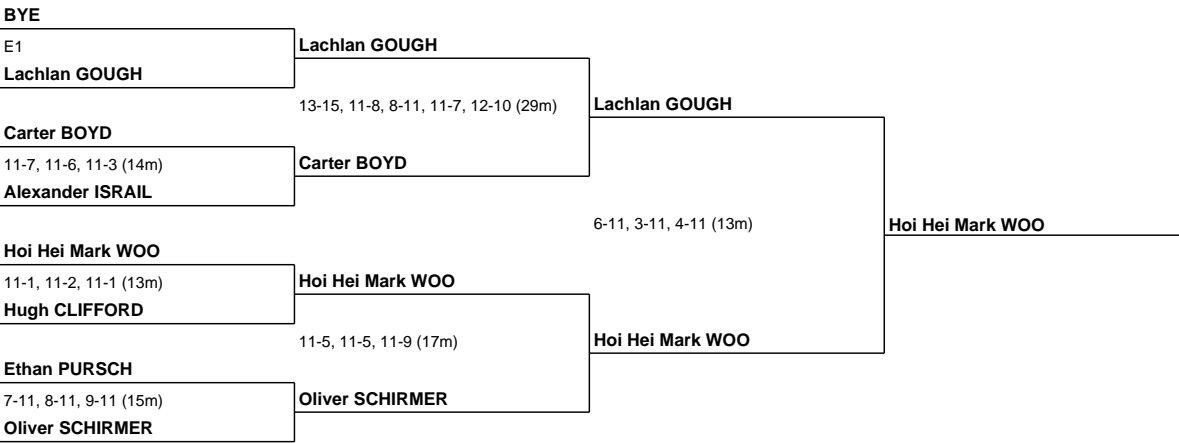 BYE
E1
Lachlan GOUGH
Lachlan GOUGH
13-15, 11-8, 8-11, 11-7, 12-10 (29m)
Lachlan GOUGH
Carter BOYD
11-7, 11-6, 11-3 (14m)
Carter BOYD
Alexander ISRAIL
6-11, 3-11, 4-11 (13m)
Hoi Hei Mark WOO
Hoi Hei Mark WOO
11-1, 11-2, 11-1 (13m)
Hoi Hei Mark WOO
Hugh CLIFFORD
11-5, 11-5, 11-9 (17m)
Hoi Hei Mark WOO
Ethan PURSCH
7-11, 8-11, 9-11 (15m)
Oliver SCHIRMER
Oliver SCHIRMER